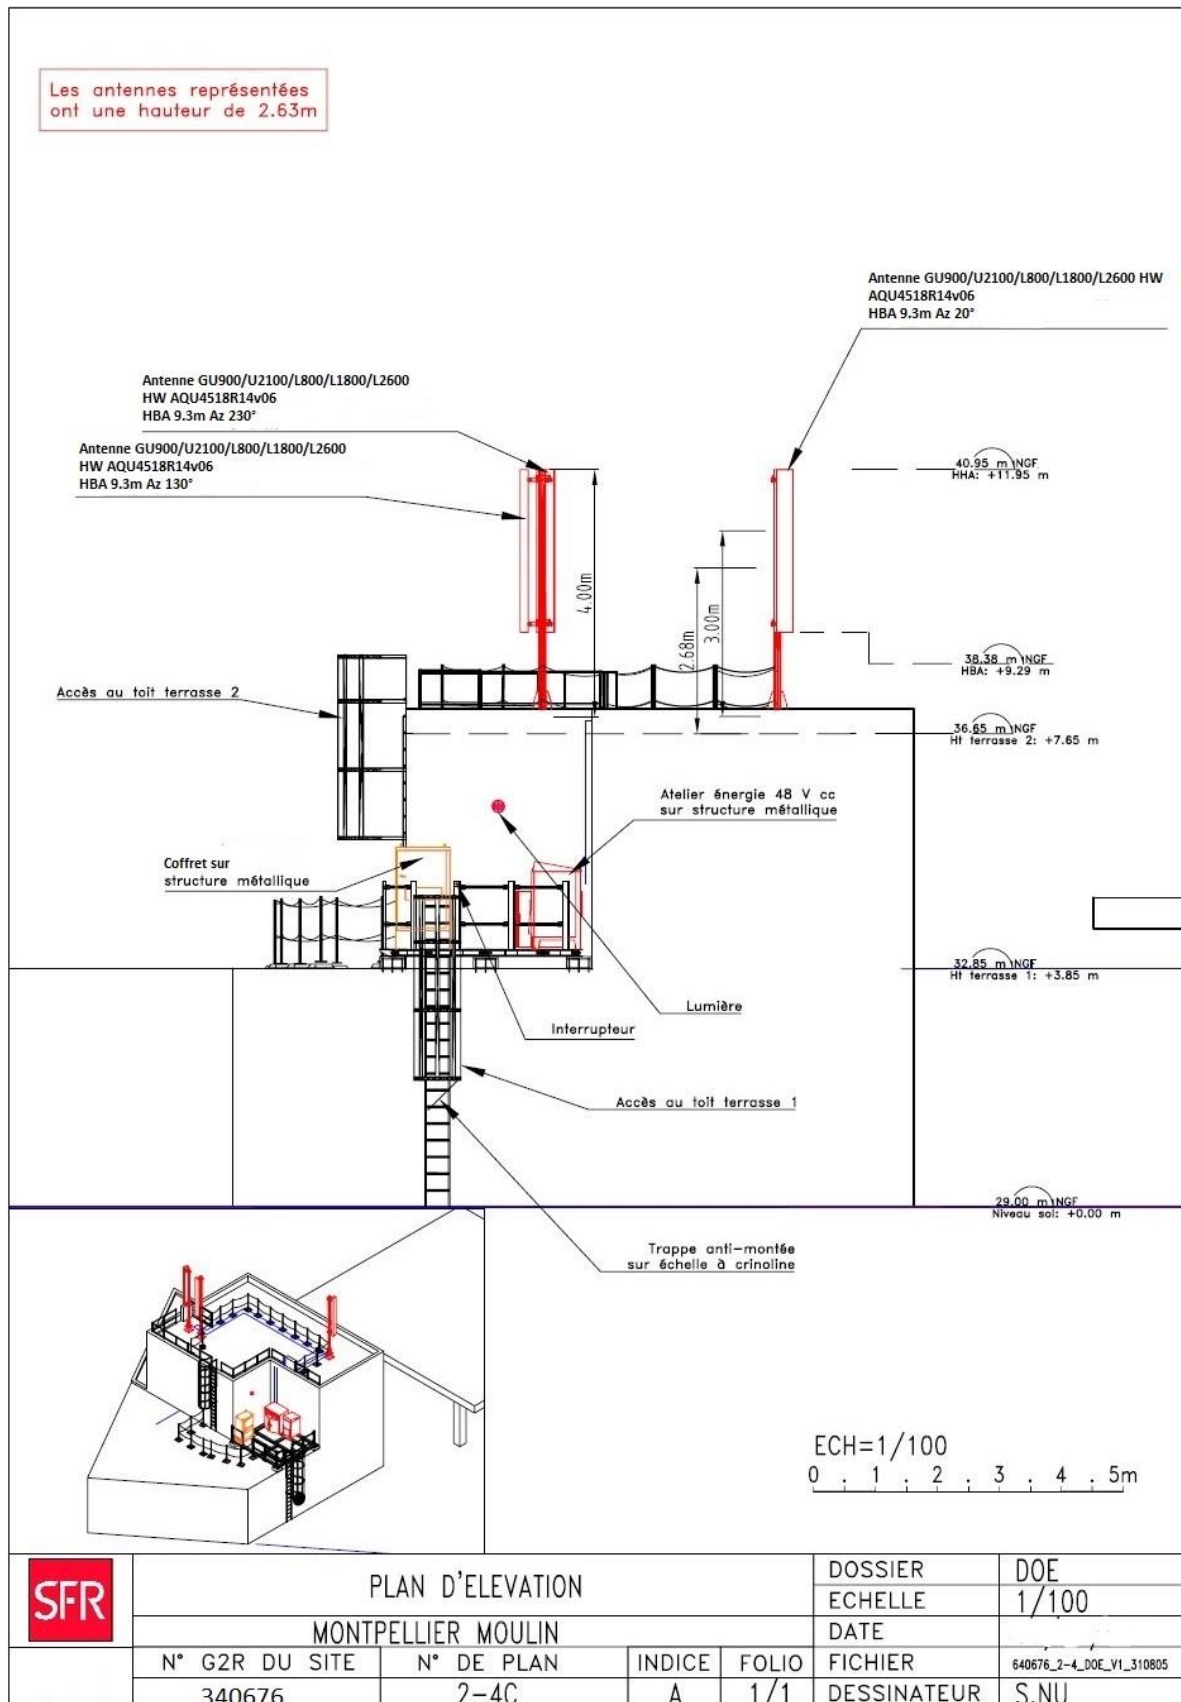 Les antennes représentées
ont une hauteur de 2.63m
Antenne GU900/U2100/L800/L1800/L2600 HW
AQU4518R14v06
HBA 9.3m Az 20°
Antenne GU900/U2100/L800/L1800/L2600
HW AQU4518R14v06
HBA 9.3m Az 230°
Antenne GU900/U2100/L800/L1800/L2600
HW AQU4518R14v06
HBA 9.3m Az 130°
40.95 m NGF
HHA: +11.95 m
4.00m
3.00m
2.68m
38.38 m NGF
HBA: +9.29 m
Accès au toit terrasse 2
36.65 m NGF
Ht terrasse 2: +7.65 m
Atelier énergie 48 V cc
sur structure métallique
Coffret sur
structure métallique
32.85 m NGF
Ht terrasse 1: +3.85 m
Lumière
Interrupteur
Accès au toit terrasse 1
29.00 m NGF
Niveau sol: +0.00 m
Trappe anti-montée
sur échelle à crinoline
ECH=1/100
0 . 1 . 2 . 3 . 4 . 5m
SFR
PLAN D'ELEVATION
MONTPELLIER MOULIN
DOSSIER DOE
ECHELLE 1/100
DATE
N° G2R DU SITE N° DE PLAN INDICE FOLIO FICHIER 640676_2-4_DOE_V1_310805
340676 2-4C A 1/1 DESSINATEUR S.NU